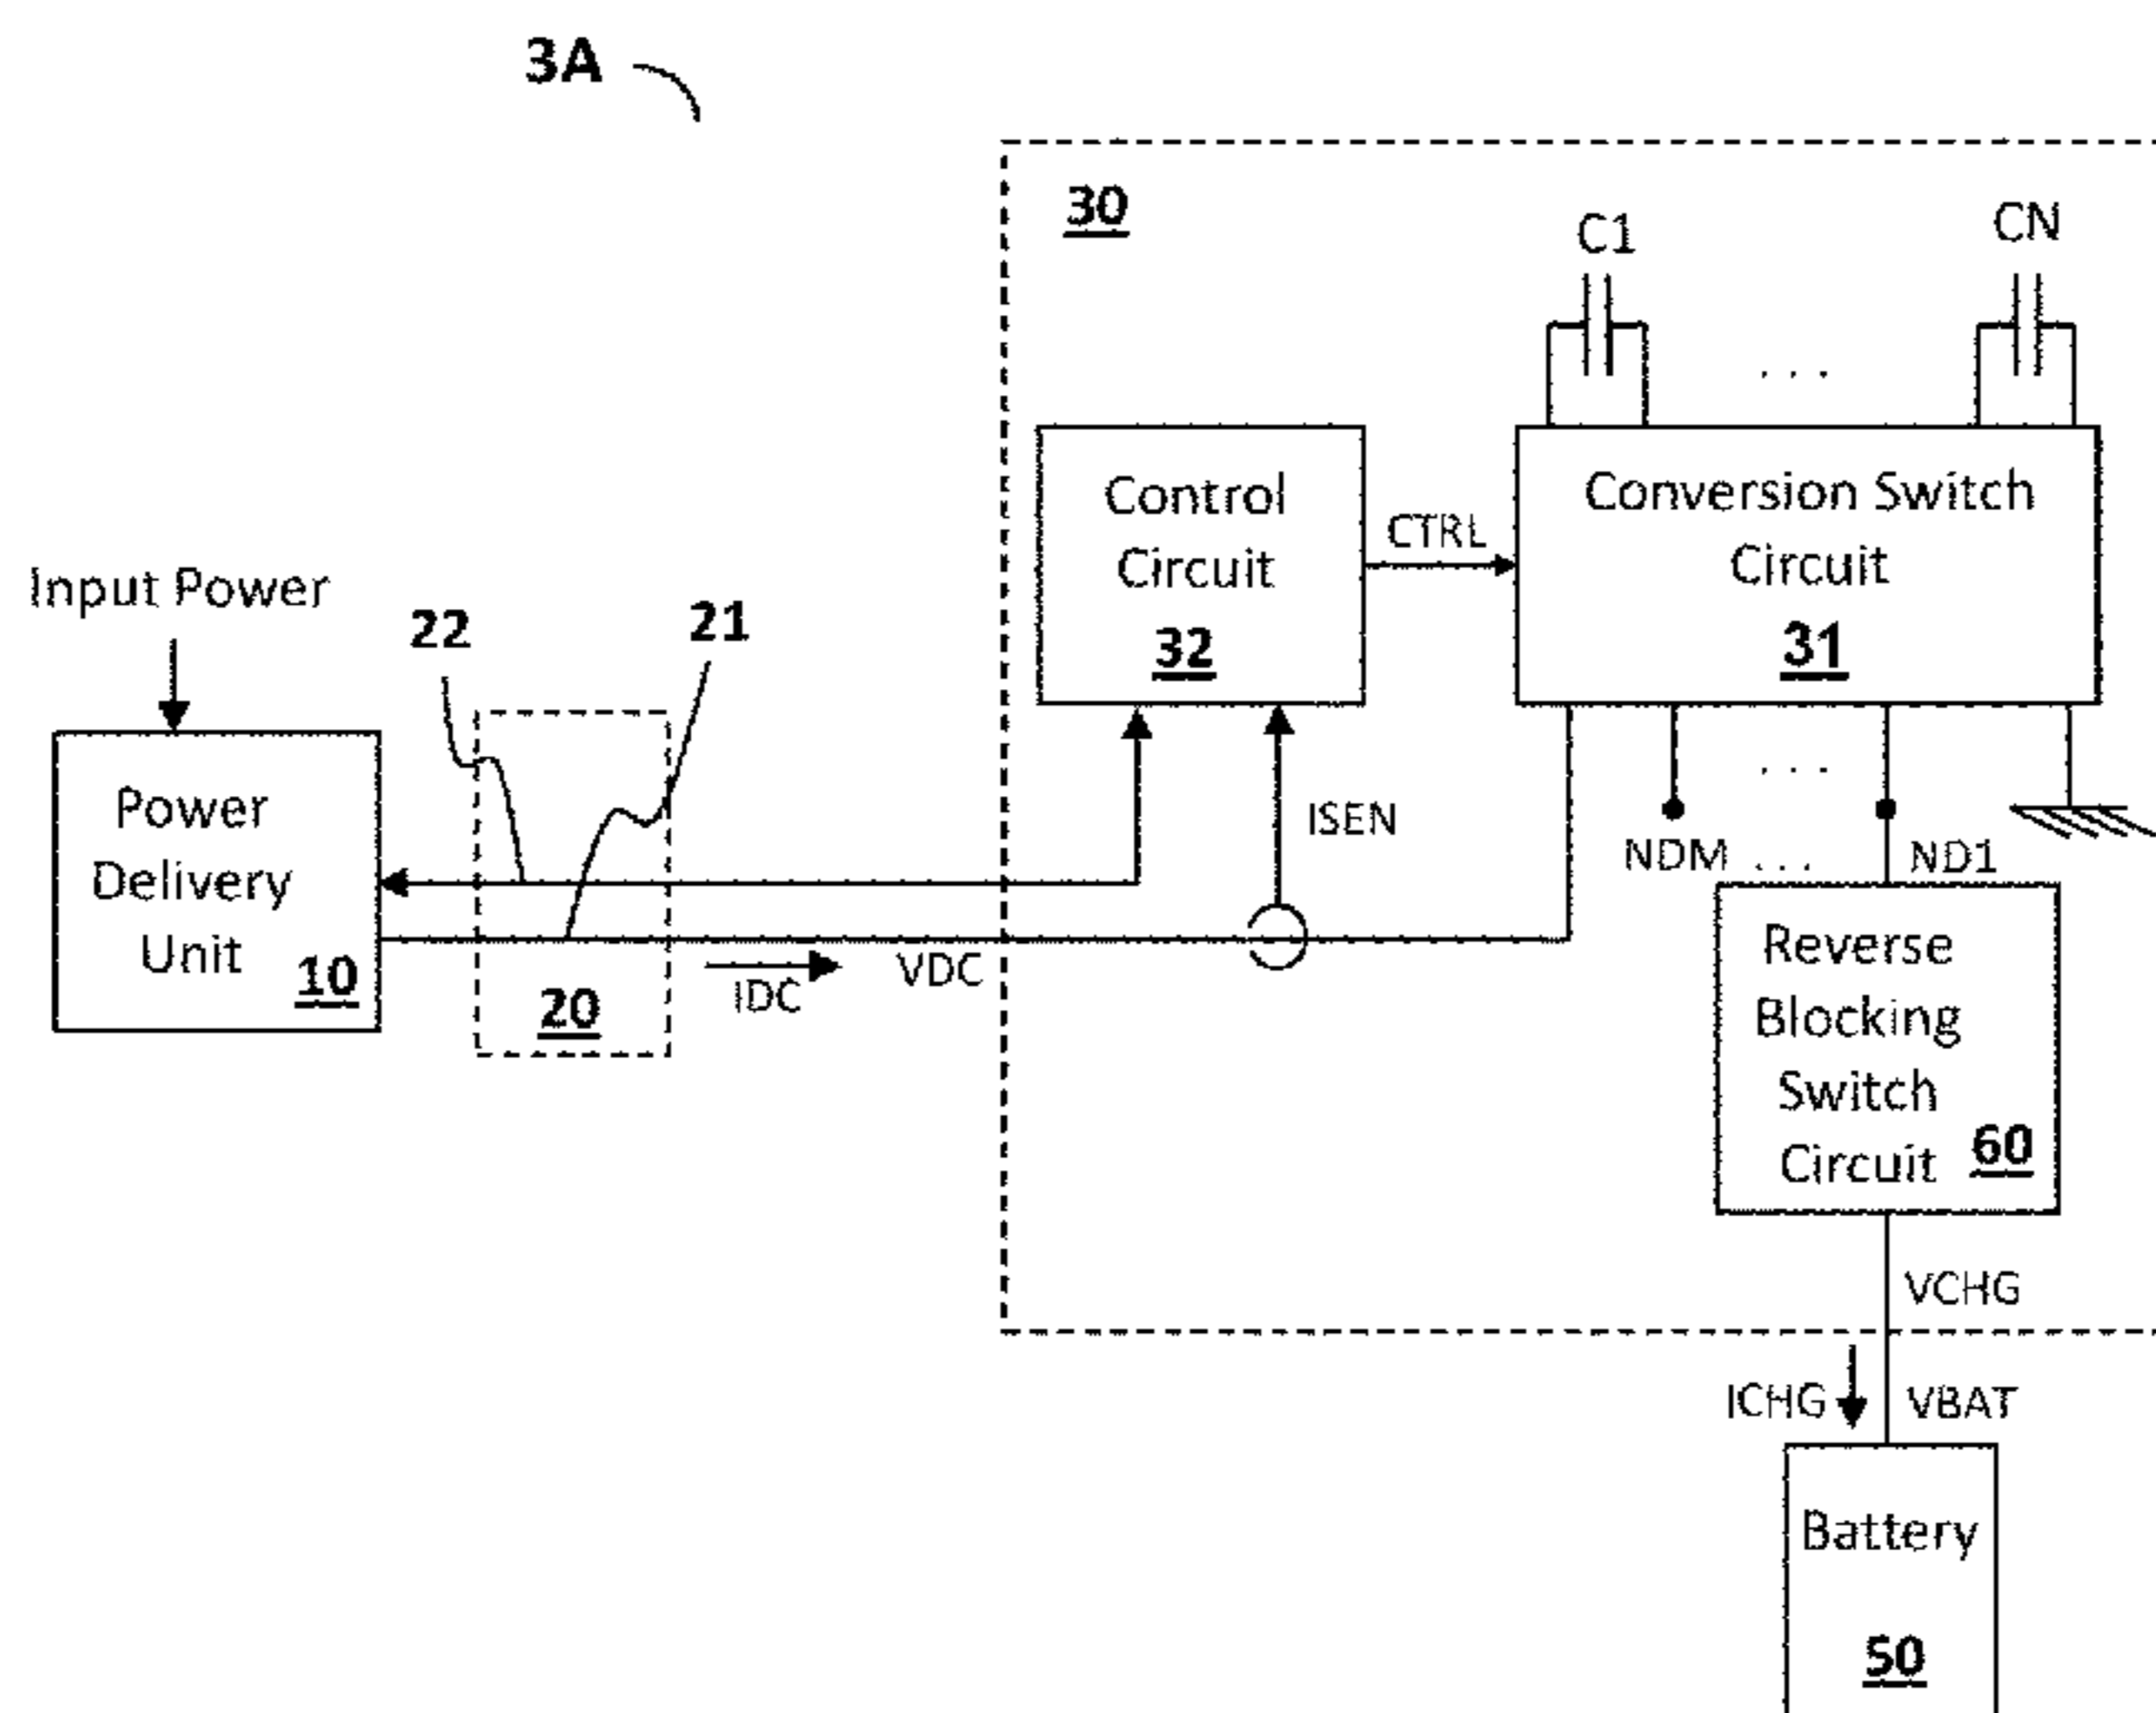 3A
30
C1
CN
. . .
Control
Circuit
32
CTRL
Conversion Switch
Circuit
31
Input Power
22
21
Power
Delivery
Unit
10
20
IDC
VDC
ISEN
. . .
NDM . . . ND1
Reverse
Blocking
Switch
Circuit
60
VCHG
ICHG
VBAT
Battery
50